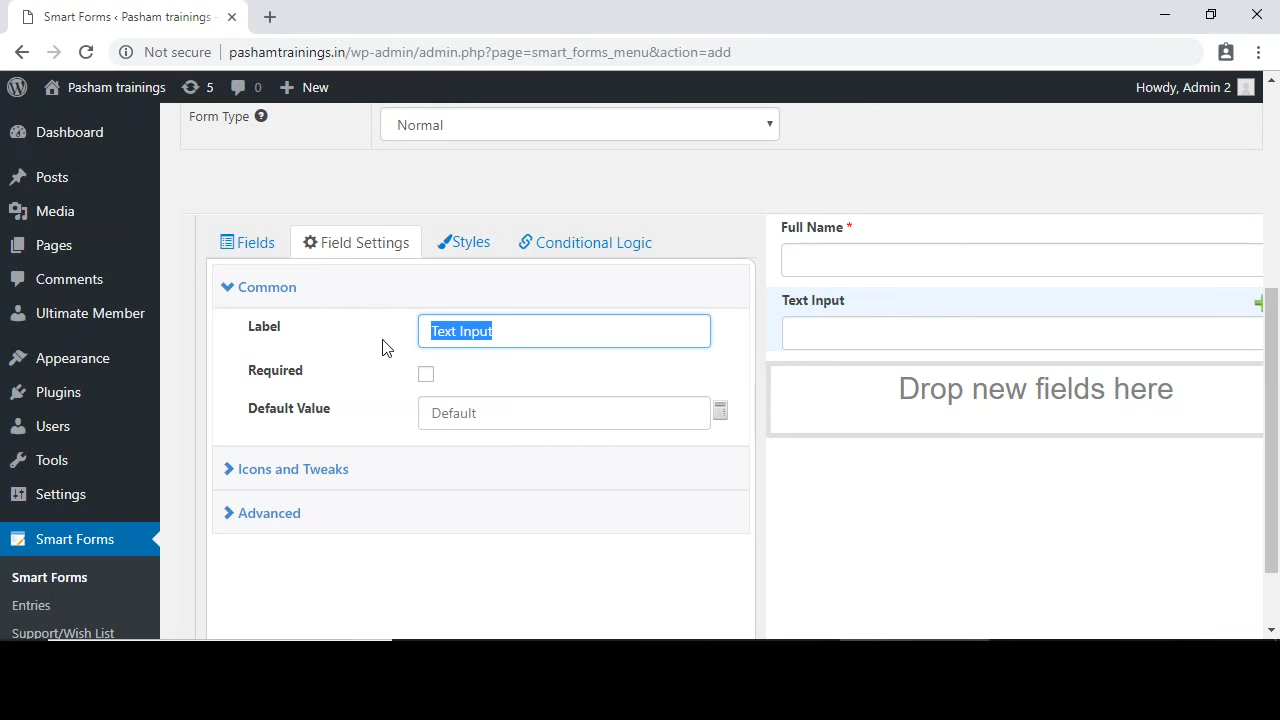 Smart Forms ‹ Pasham trainings
Not secure pashamtrainings.in/wp-admin/admin.php?page=smart_forms_menu&action=add
Pasham trainings 5 0 New Howdy, Admin 2
Dashboard
Posts
Media
Pages
Comments
Ultimate Member
Appearance
Plugins
Users
Tools
Settings
Smart Forms
Smart Forms
Entries
Support/Wish List
Form Type
Normal
Fields Field Settings Styles Conditional Logic
Common
Label Text Input
Required
Default Value Default
Icons and Tweaks
Advanced
Full Name *
Text Input
Drop new fields here